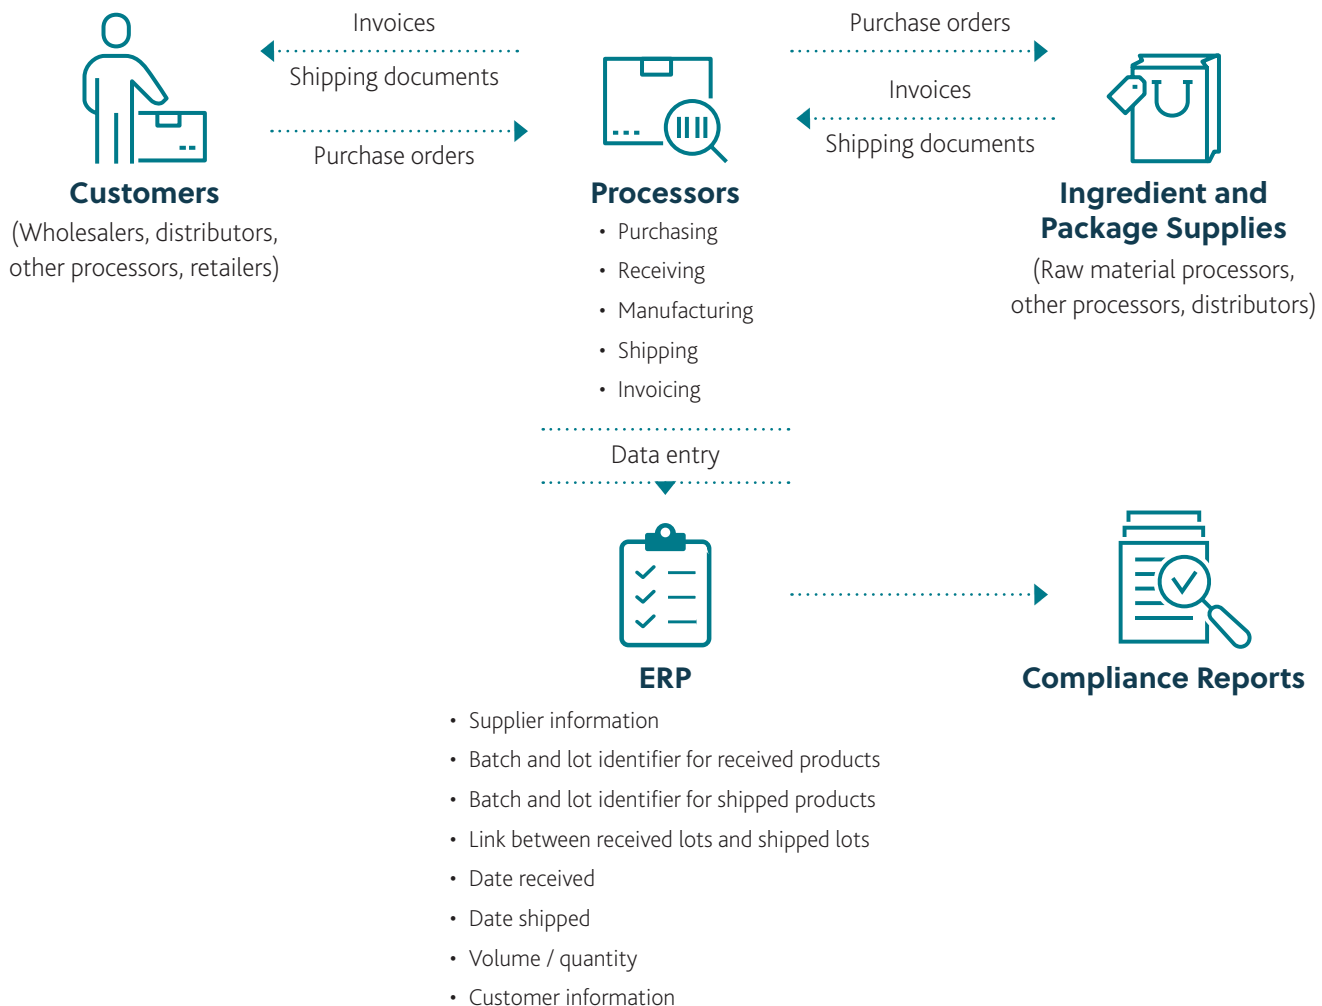 Invoices
Shipping documents
Purchase orders
Purchase orders
Invoices
Shipping documents
Customers
(Wholesalers, distributors,
other processors, retailers)
Processors
• Purchasing
• Receiving
• Manufacturing
• Shipping
• Invoicing
Ingredient and
Package Supplies
(Raw material processors,
other processors, distributors)
Data entry
ERP
• Supplier information
• Batch and lot identifier for received products
• Batch and lot identifier for shipped products
• Link between received lots and shipped lots
• Date received
• Date shipped
• Volume / quantity
• Customer information
Compliance Reports